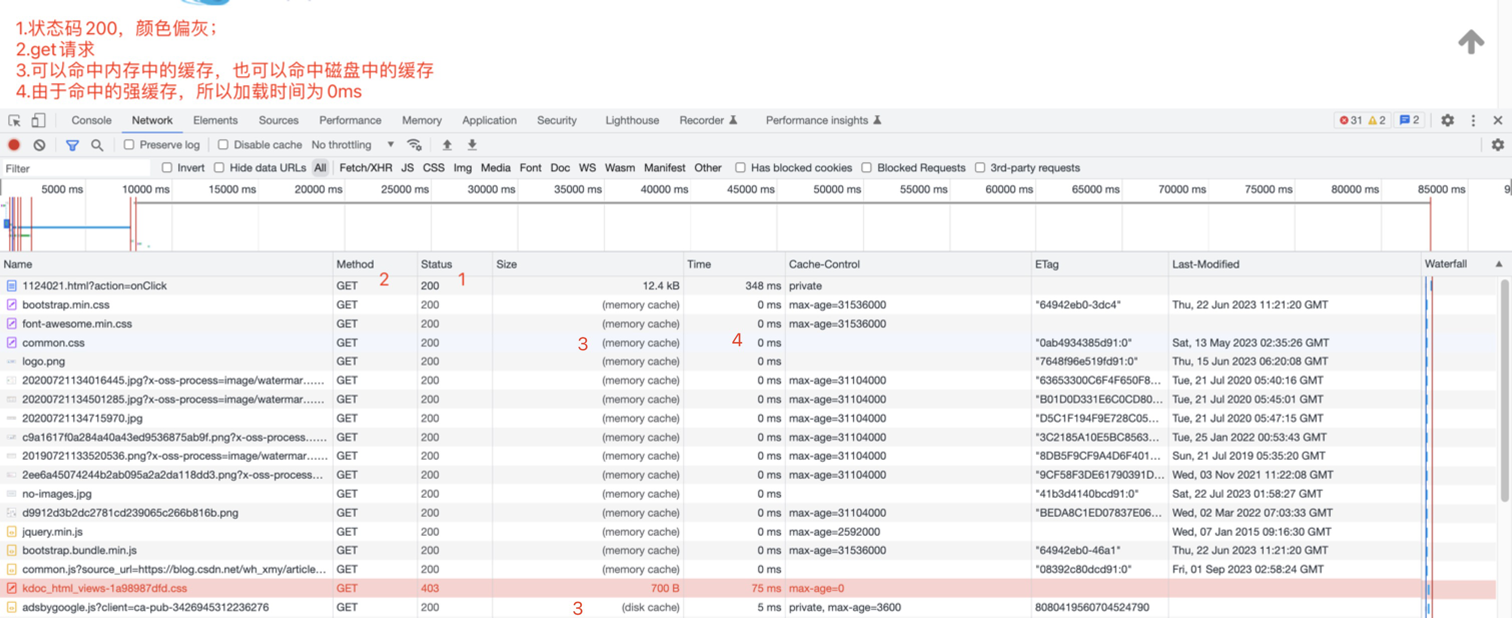 1.状态码200，颜色偏灰；
2.get请求
3.可以命中内存中的缓存，也可以命中磁盘中的缓存
4.由于命中的强缓存，所以加载时间为0ms
Console Network Elements Sources Performance Memory Application Security Lighthouse Recorder Performance insights 31 2 2
Preserve log Disable cache No throttling
Filter Invert Hide data URLs All Fetch/XHR JS CSS Img Media Font Doc WS Wasm Manifest Other Has blocked cookies Blocked Requests 3rd-party requests
5000 ms 10000 ms 15000 ms 20000 ms 25000 ms 30000 ms 35000 ms 40000 ms 45000 ms 50000 ms 55000 ms 60000 ms 65000 ms 70000 ms 75000 ms 80000 ms 85000 ms 9
Name Method Status Size Time Cache-Control ETag Last-Modified Waterfall
2 1
1124021.html?action=onClick GET 200 12.4 kB 348 ms private
bootstrap.min.css GET 200 (memory cache) 0 ms max-age=31536000 "64942eb0-3dc4" Thu, 22 Jun 2023 11:21:20 GMT
font-awesome.min.css GET 200 (memory cache) 0 ms max-age=31536000
common.css GET 200 3 (memory cache) 4 0 ms "0ab4934385d91:0" Sat, 13 May 2023 02:35:26 GMT
logo.png GET 200 (memory cache) 0 ms "7648f96e519fd91:0" Thu, 15 Jun 2023 06:20:08 GMT
20200721134016445.jpg?x-oss-process=image/watermar…… GET 200 (memory cache) 0 ms max-age=31104000 "63653300C6F4F650F8... Tue, 21 Jul 2020 05:40:16 GMT
20200721134501285.jpg?x-oss-process=image/watermar…… GET 200 (memory cache) 0 ms max-age=31104000 "B01D0D331E6C0CD80... Tue, 21 Jul 2020 05:45:01 GMT
20200721134715970.jpg GET 200 (memory cache) 0 ms max-age=31104000 "D5C1F194F9E728C05... Tue, 21 Jul 2020 05:47:15 GMT
c9a1617f0a284a40a43ed9536875ab9f.png?x-oss-process…… GET 200 (memory cache) 0 ms max-age=31104000 "3C2185A10E5BC8563... Tue, 25 Jan 2022 00:53:43 GMT
20190721133520536.png?x-oss-process=image/watermar…… GET 200 (memory cache) 0 ms max-age=31104000 "8DB5F9CF9A4D6F401... Sun, 21 Jul 2019 05:35:20 GMT
2ee6a45074244b2ab095a2a2da118dd3.png?x-oss-process... GET 200 (memory cache) 0 ms max-age=31104000 "9CF58F3DE61790391D... Wed, 03 Nov 2021 11:22:08 GMT
no-images.jpg GET 200 (memory cache) 0 ms "41b3d4140bcd91:0" Sat, 22 Jul 2023 01:58:27 GMT
d9912d3b2dc2781cd239065c266b816b.png GET 200 (memory cache) 0 ms max-age=31104000 "BEDA8C1ED07837E06... Wed, 02 Mar 2022 07:03:33 GMT
jquery.min.js GET 200 (memory cache) 0 ms max-age=2592000 Wed, 07 Jan 2015 09:16:30 GMT
bootstrap.bundle.min.js GET 200 (memory cache) 0 ms max-age=31536000 "64942eb0-46a1" Thu, 22 Jun 2023 11:21:20 GMT
common.js?source_url=https://blog.csdn.net/wh_xmy/article... GET 200 (memory cache) 0 ms "08392c80dcd91:0" Fri, 01 Sep 2023 02:58:24 GMT
kdoc_html_views-1a98987dfd.css GET 403 700 B 75 ms max-age=0
adsbygoogle.js?client=ca-pub-3426945312236276 GET 200 3 (disk cache) 5 ms private, max-age=3600 8080419560704524790